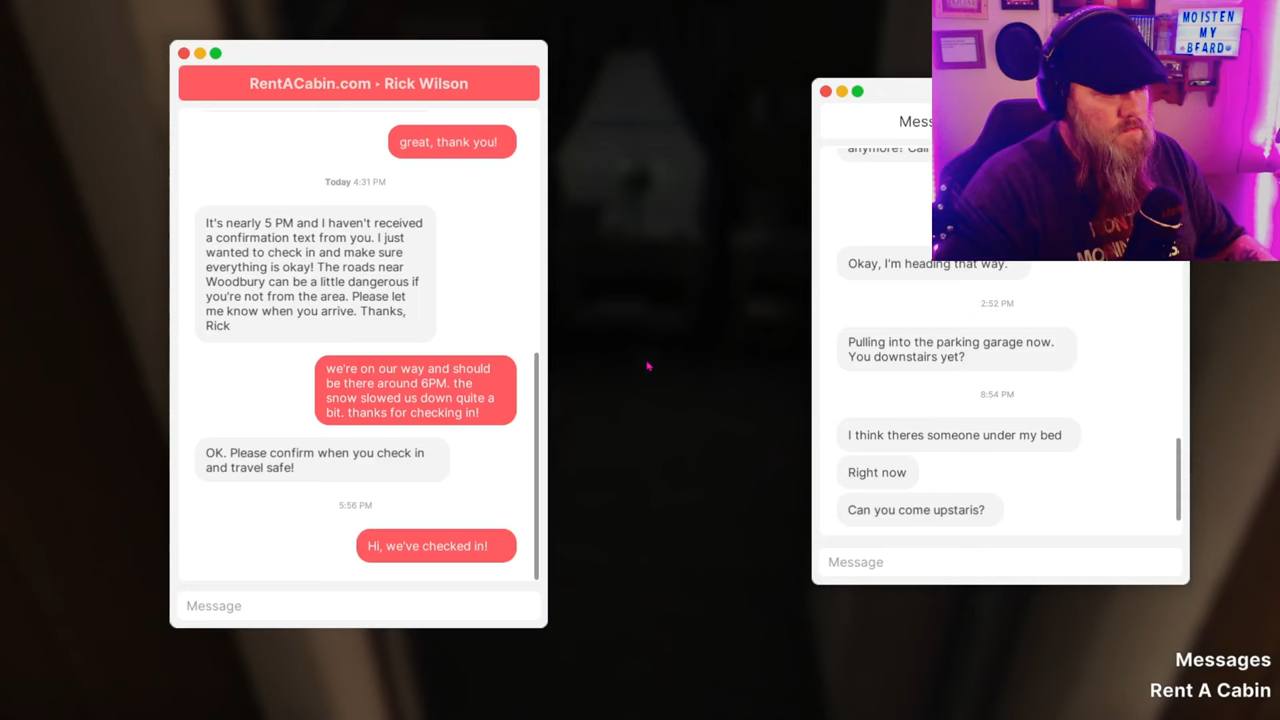 RentACabin.com ▸ Rick Wilson
great, thank you!
Today 4:31 PM
It's nearly 5 PM and I haven't received
a confirmation text from you. I just
wanted to check in and make sure
everything is okay! The roads near
Woodbury can be a little dangerous if
you're not from the area. Please let
me know when you arrive. Thanks,
Rick
we're on our way and should
be there around 6PM. the
snow slowed us down quite a
bit. thanks for checking in!
OK. Please confirm when you check in
and travel safe!
5:56 PM
Hi, we've checked in!
Message
anymore?
Okay, I'm heading that way.
2:52 PM
Pulling into the parking garage now.
You downstairs yet?
8:54 PM
I think theres someone under my bed
Right now
Can you come upstaris?
Message
MOISTEN
MY
BEARD
Messages
Rent A Cabin